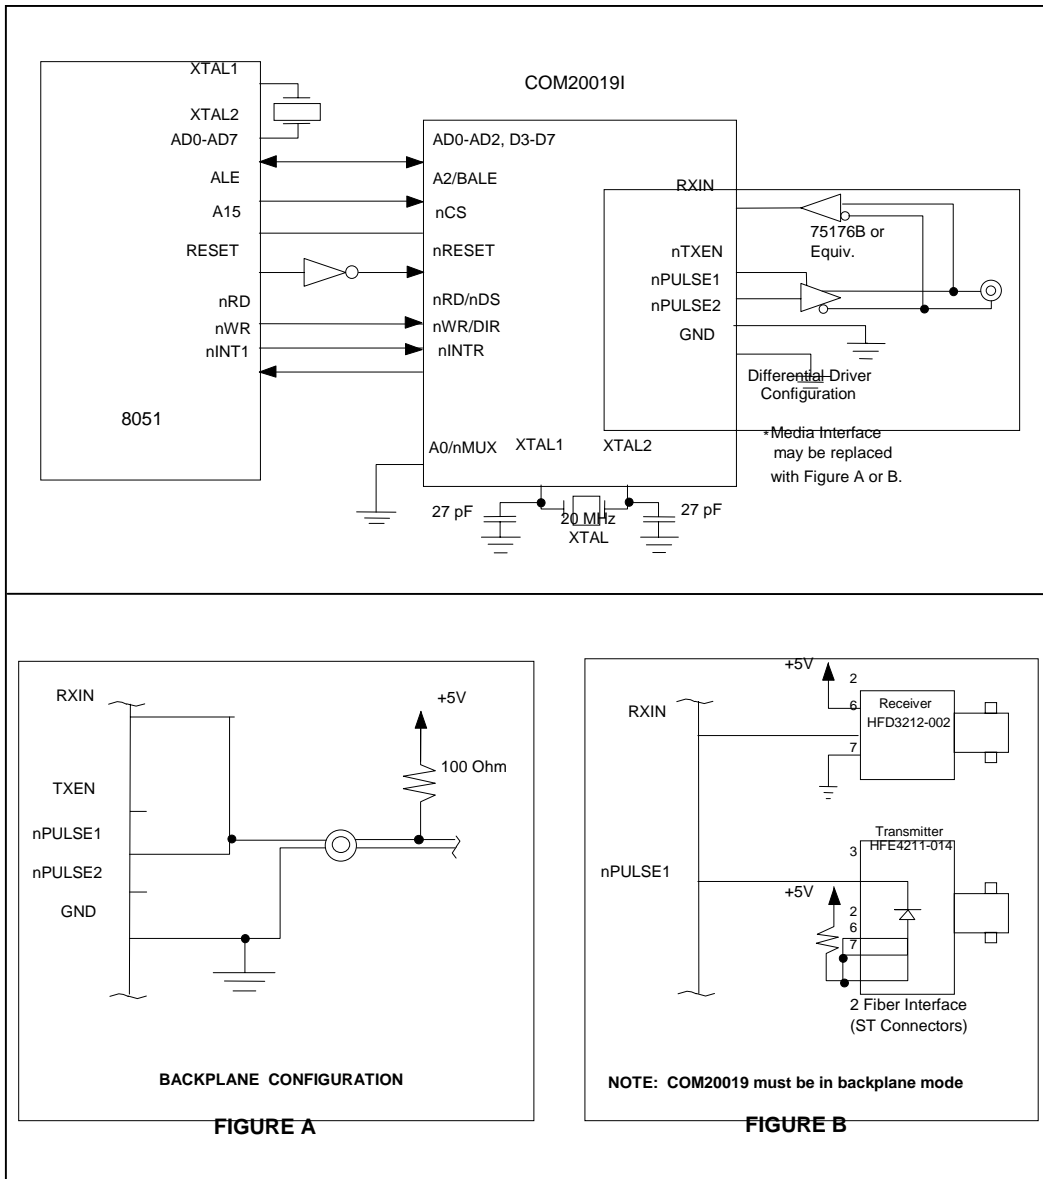 COM20019I
XTAL1
XTAL2
AD0-AD7
ALE
A15
RESET
nRD
nWR
nINT1
8051
AD0-AD2, D3-D7
A2/BALE
nCS
nRESET
nRD/nDS
nWR/DIR
nINTR
A0/nMUX
XTAL1
XTAL2
RXIN
nTXEN
nPULSE1
nPULSE2
GND
75176B or
Equiv.
Differential Driver
Configuration
*Media Interface
may be replaced
with Figure A or B.
27 pF
20 MHz
XTAL
27 pF
RXIN
TXEN
nPULSE1
nPULSE2
GND
+5V
100 Ohm
BACKPLANE CONFIGURATION
FIGURE A
+5V
2
6
7
Receiver
HFD3212-002
RXIN
Transmitter
HFE4211-014
3
nPULSE1
+5V
2
6
7
2 Fiber Interface
(ST Connectors)
NOTE: COM20019 must be in backplane mode
FIGURE B